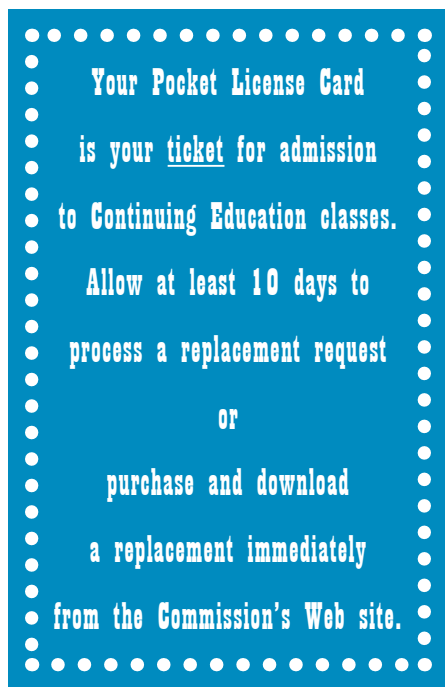 Your Pocket License Card
is your ticket for admission
to Continuing Education classes.
Allow at least 10 days to
process a replacement request
or
purchase and download
a replacement immediately
from the Commission's Web site.